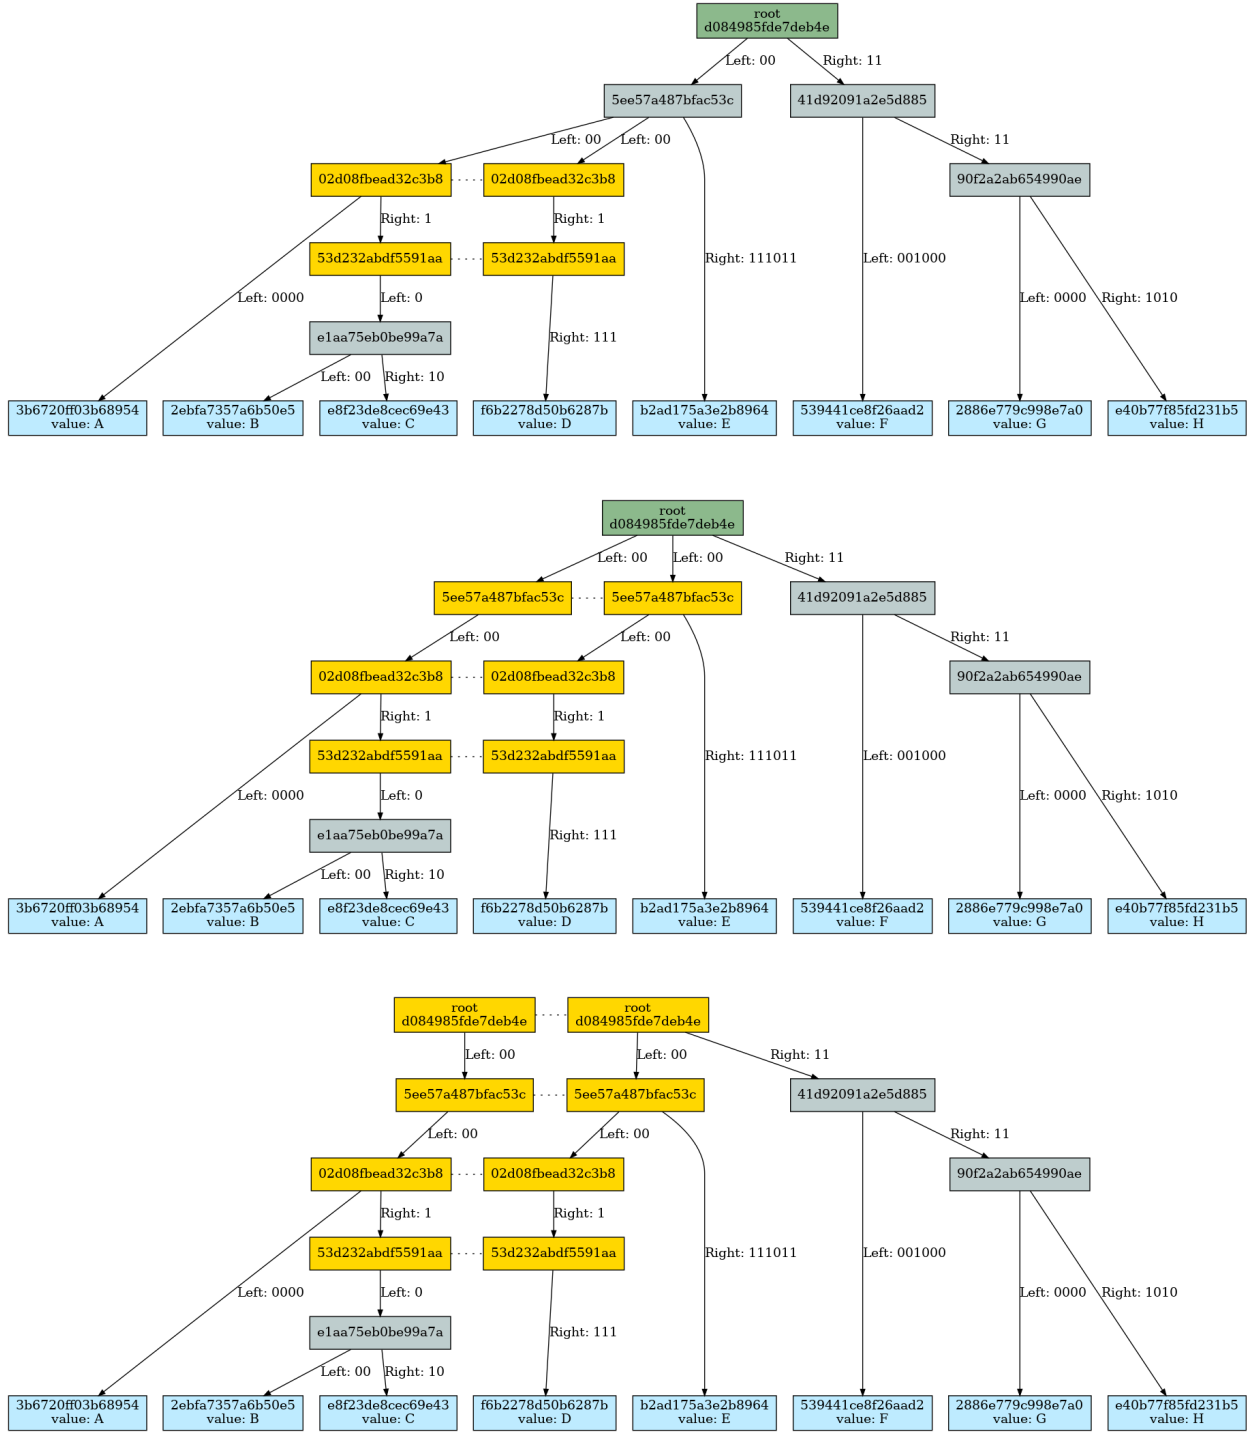 root
d084985fde7deb4e
Left: 00
Right: 11
5ee57a487bfac53c
41d92091a2e5d885
Left: 00
Left: 00
Right: 11
02d08fbead32c3b8
02d08fbead32c3b8
90f2a2ab654990ae
Right: 1
Right: 1
53d232abdf5591aa
53d232abdf5591aa
Right: 111011
Left: 001000
Left: 0000
Left: 0
Left: 0000
Right: 1010
e1aa75eb0be99a7a
Right: 111
Left: 00
Right: 10
3b6720ff03b68954
value: A
2ebfa7357a6b50e5
value: B
e8f23de8cec69e43
value: C
f6b2278d50b6287b
value: D
b2ad175a3e2b8964
value: E
539441ce8f26aad2
value: F
2886e779c998e7a0
value: G
e40b77f85fd231b5
value: H
root
d084985fde7deb4e
Left: 00
Left: 00
Right: 11
5ee57a487bfac53c
5ee57a487bfac53c
41d92091a2e5d885
Left: 00
Left: 00
Right: 11
02d08fbead32c3b8
02d08fbead32c3b8
90f2a2ab654990ae
Right: 1
Right: 1
53d232abdf5591aa
53d232abdf5591aa
Right: 111011
Left: 001000
Left: 0000
Left: 0
Left: 0000
Right: 1010
e1aa75eb0be99a7a
Right: 111
Left: 00
Right: 10
3b6720ff03b68954
value: A
2ebfa7357a6b50e5
value: B
e8f23de8cec69e43
value: C
f6b2278d50b6287b
value: D
b2ad175a3e2b8964
value: E
539441ce8f26aad2
value: F
2886e779c998e7a0
value: G
e40b77f85fd231b5
value: H
root
d084985fde7deb4e
root
d084985fde7deb4e
Left: 00
Left: 00
Right: 11
5ee57a487bfac53c
5ee57a487bfac53c
41d92091a2e5d885
Left: 00
Left: 00
Right: 11
02d08fbead32c3b8
02d08fbead32c3b8
90f2a2ab654990ae
Right: 1
Right: 1
53d232abdf5591aa
53d232abdf5591aa
Right: 111011
Left: 001000
Left: 0000
Left: 0
Left: 0000
Right: 1010
e1aa75eb0be99a7a
Right: 111
Left: 00
Right: 10
3b6720ff03b68954
value: A
2ebfa7357a6b50e5
value: B
e8f23de8cec69e43
value: C
f6b2278d50b6287b
value: D
b2ad175a3e2b8964
value: E
539441ce8f26aad2
value: F
2886e779c998e7a0
value: G
e40b77f85fd231b5
value: H